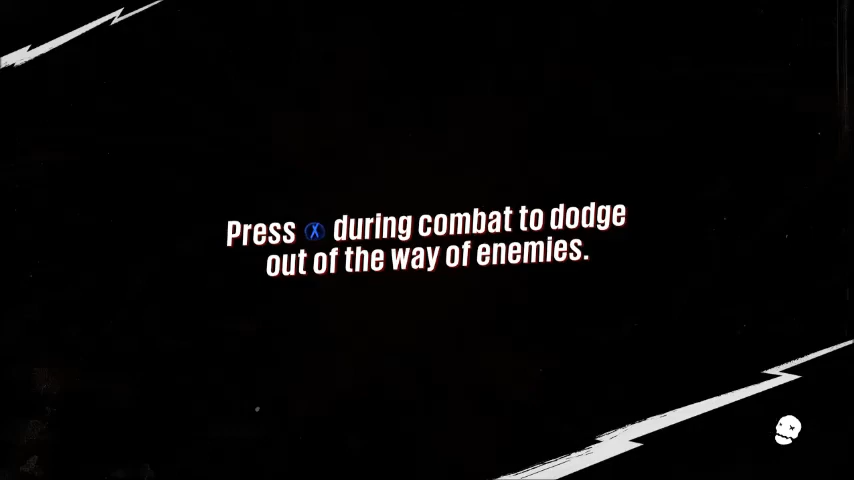 Press X during combat to dodge
out of the way of enemies.